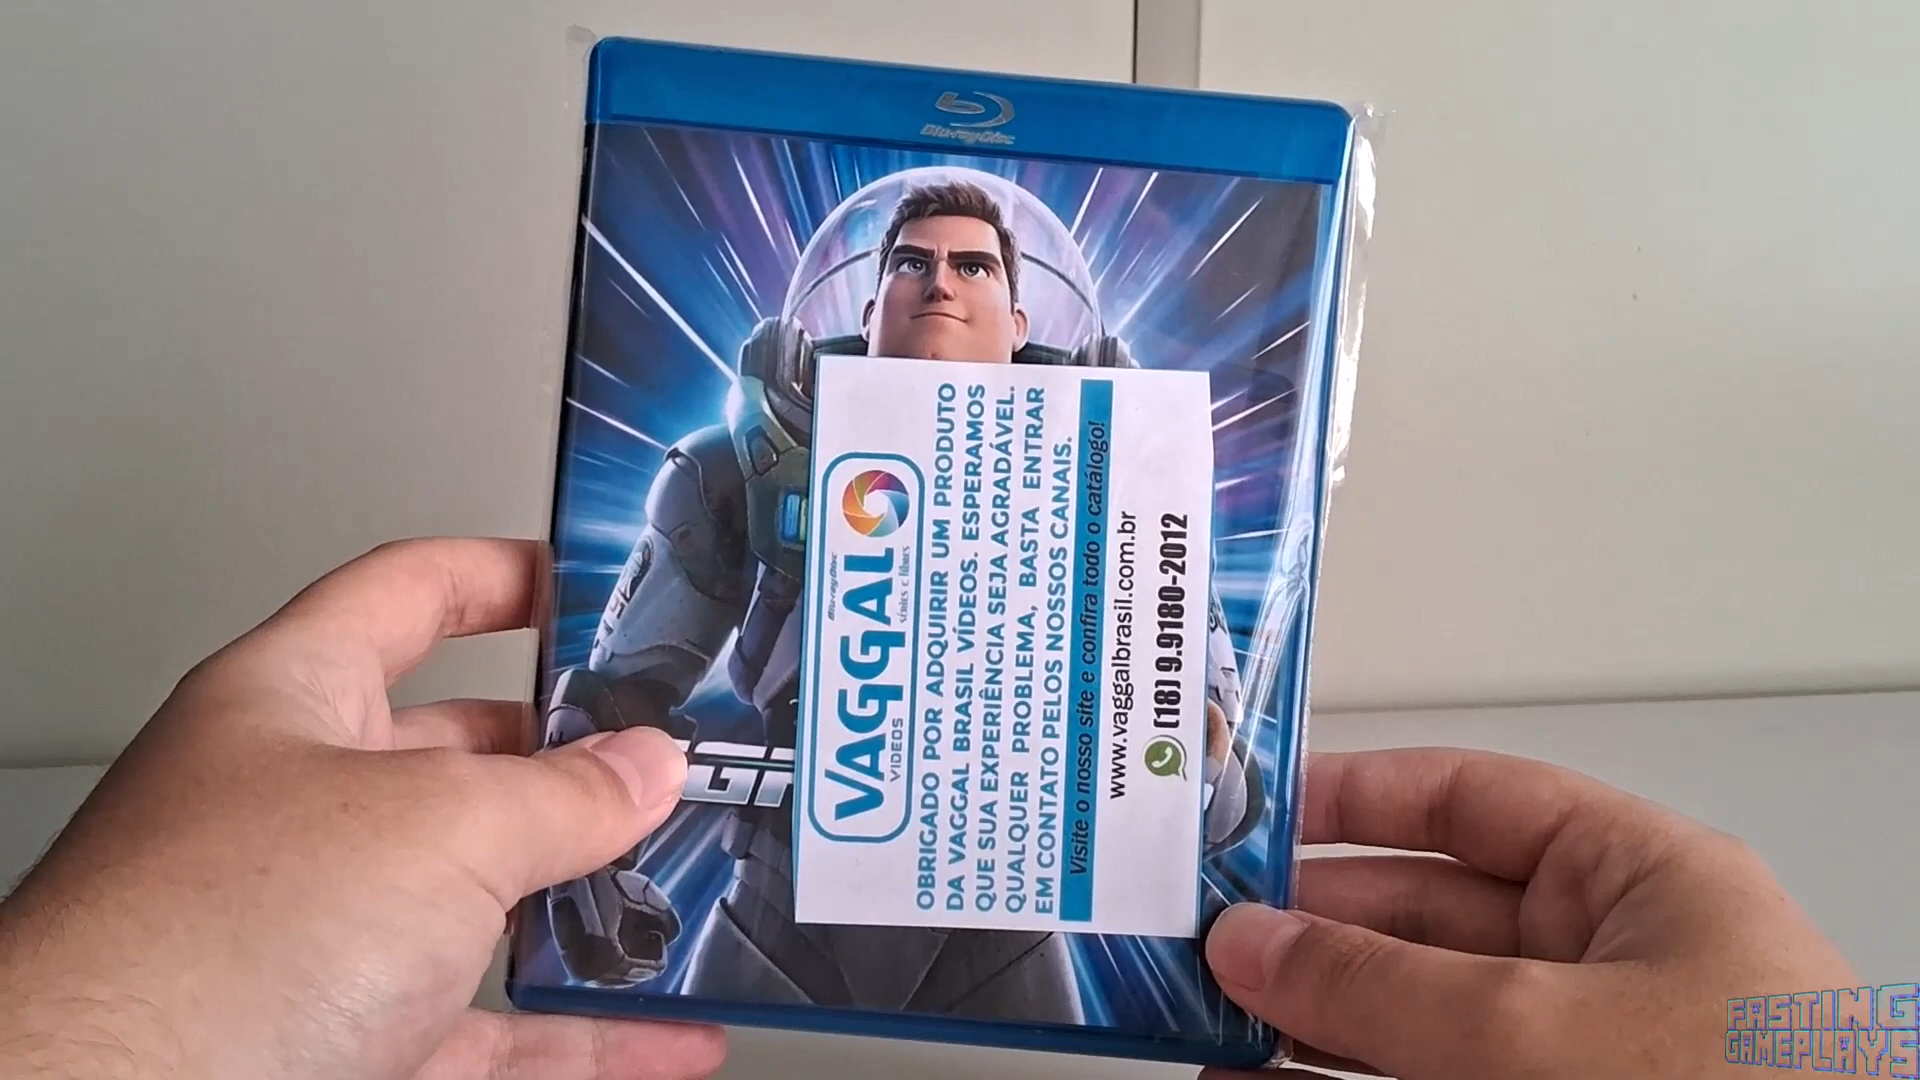 Blu-ray Disc
Blu-ray Disc
VAGGAL
VIDEOS
séries e filmes
OBRIGADO POR ADQUIRIR UM PRODUTO
DA VAGGAL BRASIL VÍDEOS. ESPERAMOS
QUE SUA EXPERIÊNCIA SEJA AGRADÁVEL.
QUALQUER PROBLEMA, BASTA ENTRAR
EM CONTATO PELOS NOSSOS CANAIS.
Visite o nosso site e confira todo o catálogo!
www.vaggalbrasil.com.br
(18) 9.9180-2012
FASTING
GAMEPLAYS